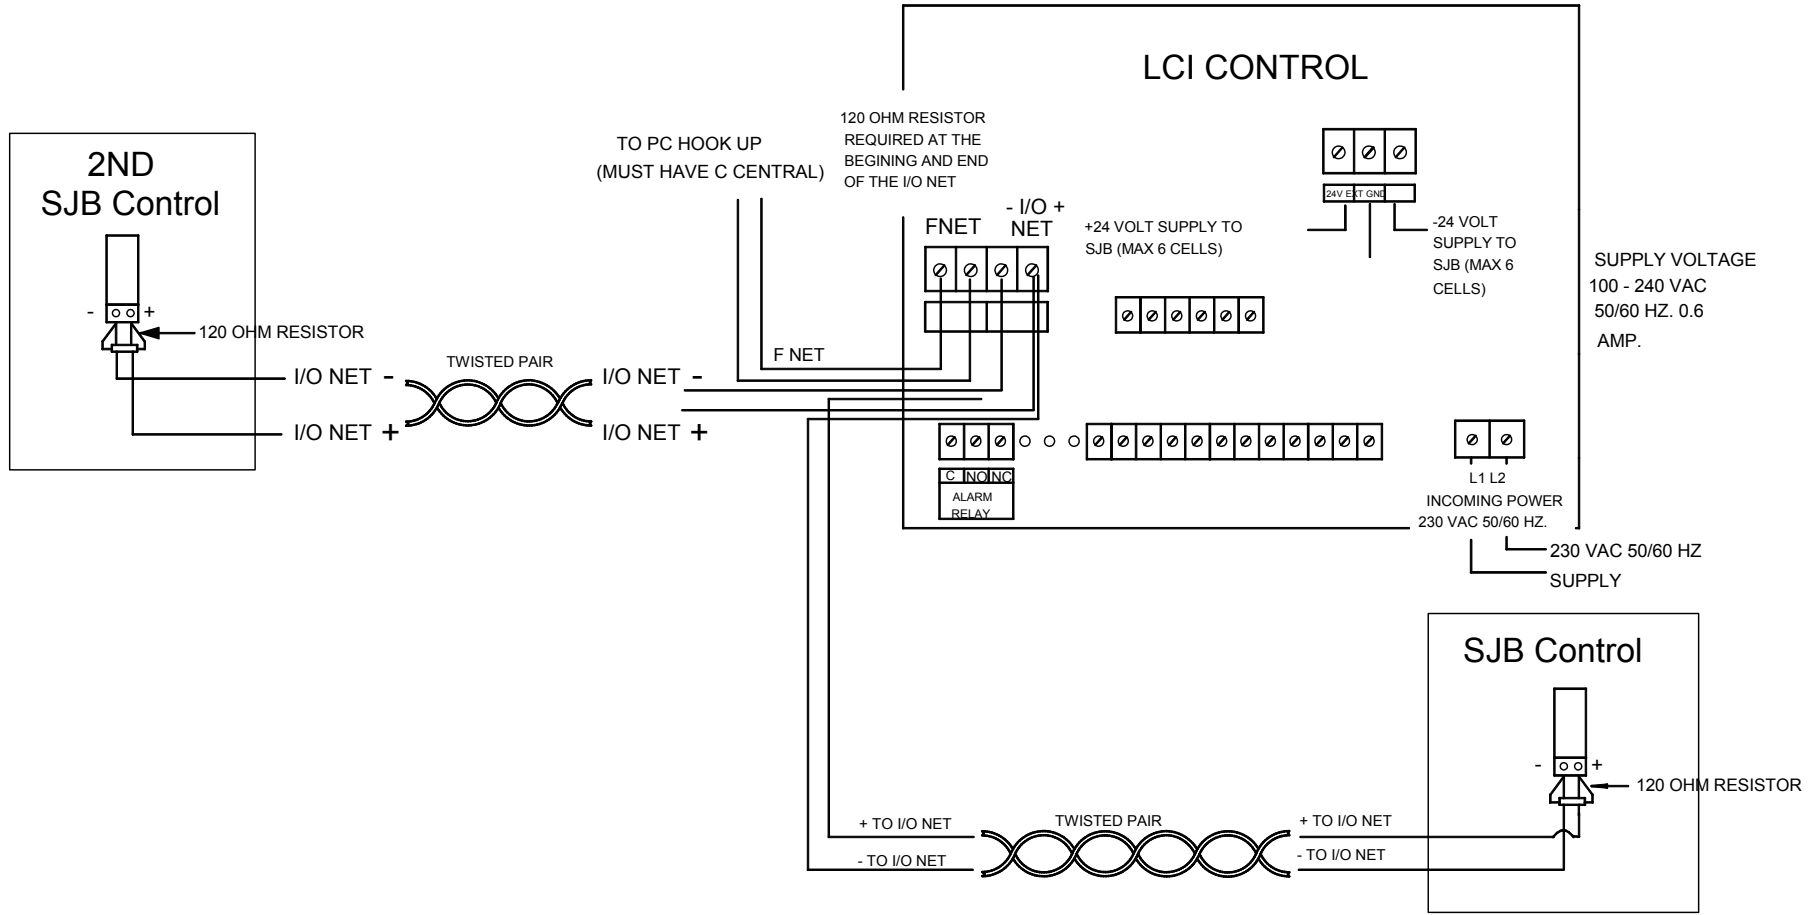 LCI CONTROL
2ND
SJB Control
- +
120 OHM RESISTOR
I/O NET -
I/O NET +
TWISTED PAIR
I/O NET -
I/O NET +
TO PC HOOK UP
(MUST HAVE C CENTRAL)
120 OHM RESISTOR
REQUIRED AT THE
BEGINING AND END
OF THE I/O NET
F NET
FNET
- I/O +
NET
+24 VOLT SUPPLY TO
SJB (MAX 6 CELLS)
24V EXT GND
-24 VOLT
SUPPLY TO
SJB (MAX 6
CELLS)
SUPPLY VOLTAGE
100 - 240 VAC
50/60 HZ. 0.6
AMP.
C NO NC
ALARM
RELAY
L1 L2
INCOMING POWER
230 VAC 50/60 HZ.
230 VAC 50/60 HZ
SUPPLY
SJB Control
- +
120 OHM RESISTOR
+ TO I/O NET
- TO I/O NET
TWISTED PAIR
+ TO I/O NET
- TO I/O NET